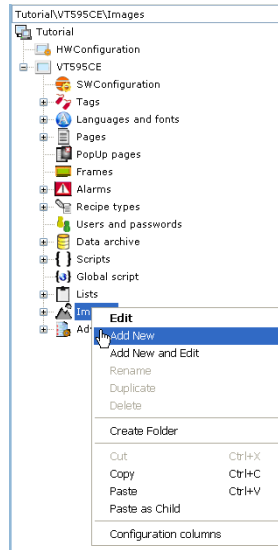 Tutorial\VT595CE\Images
Tutorial
HWConfiguration
VT595CE
SWConfiguration
Tags
Languages and fonts
Pages
PopUp pages
Frames
Alarms
Recipe types
Users and passwords
Data archive
Scripts
Global script
Lists
Im
Ad
Edit
Add New
Add New and Edit
Rename
Duplicate
Delete
Create Folder
Cut Ctrl+X
Copy Ctrl+C
Paste Ctrl+V
Paste as Child
Configuration columns